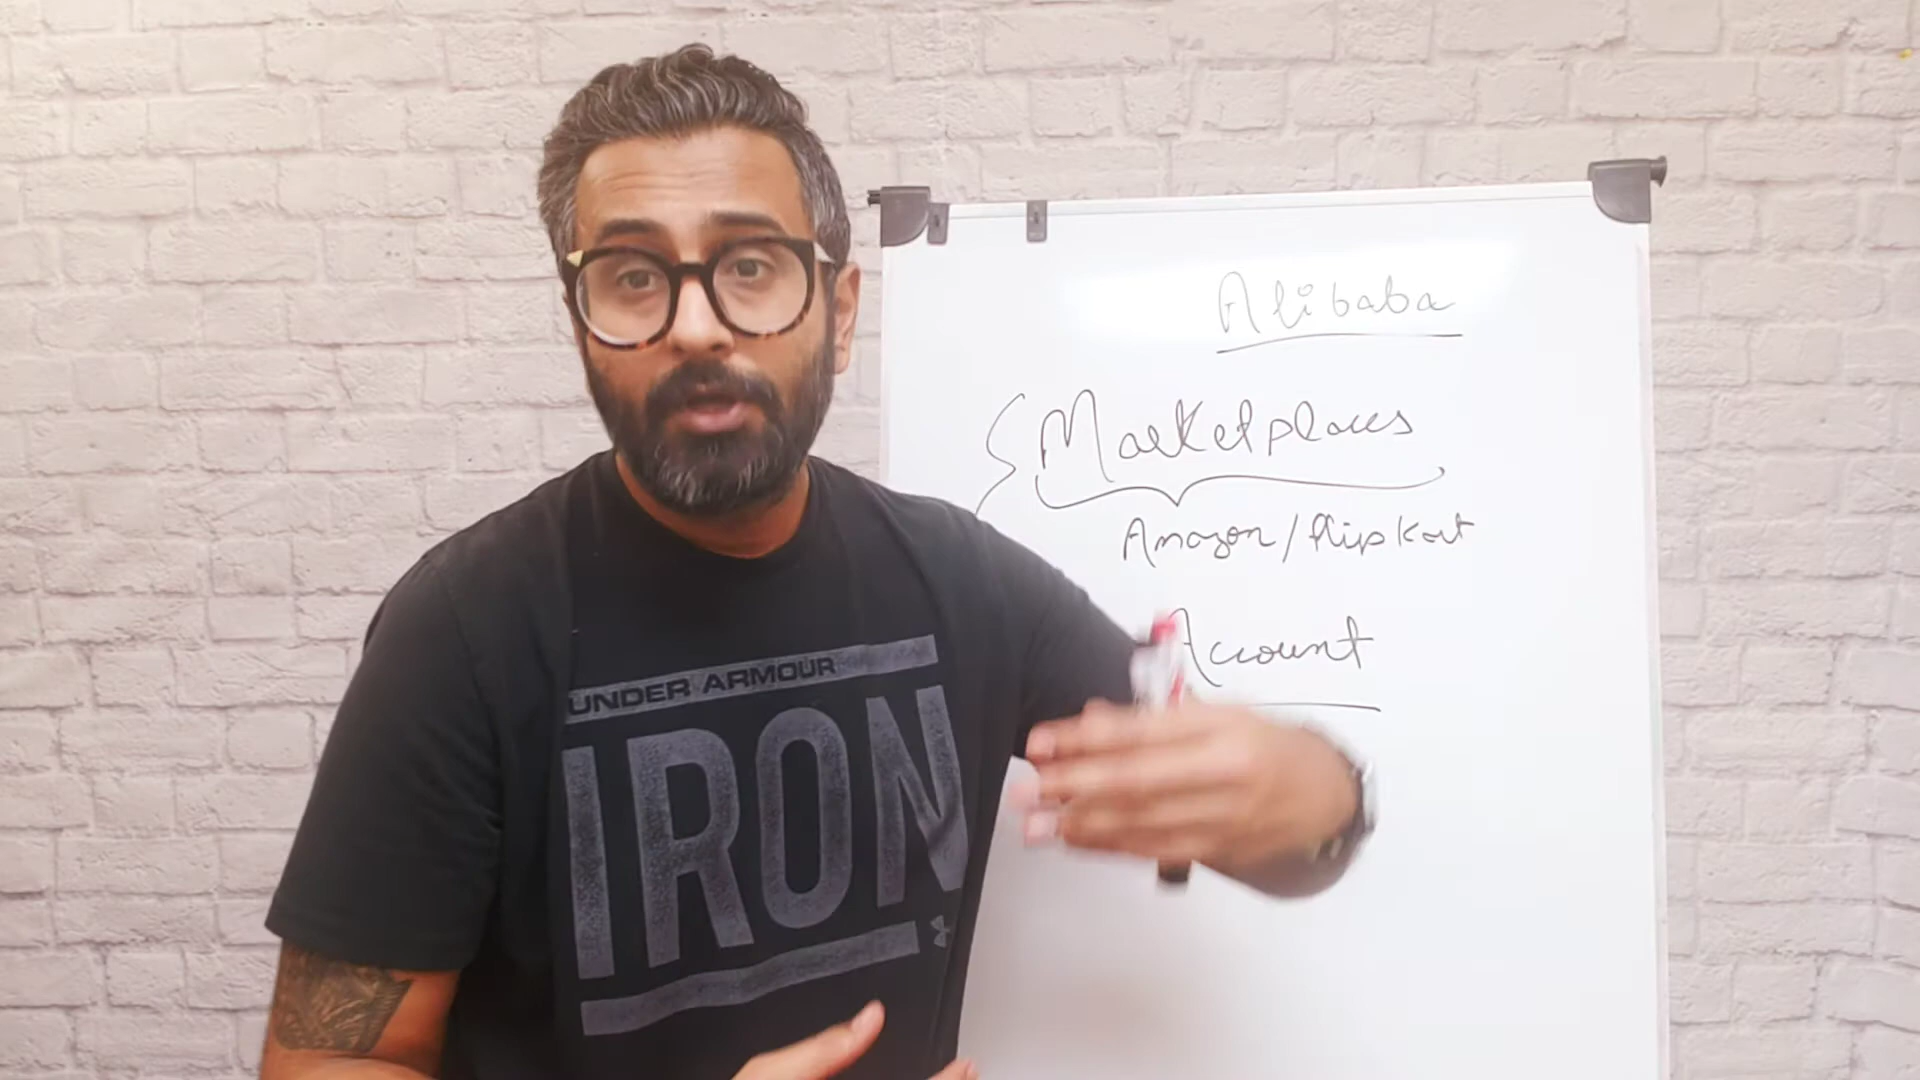 Alibaba
Marketplaces
Amazon/flipkart
Account
UNDER ARMOUR
IRON